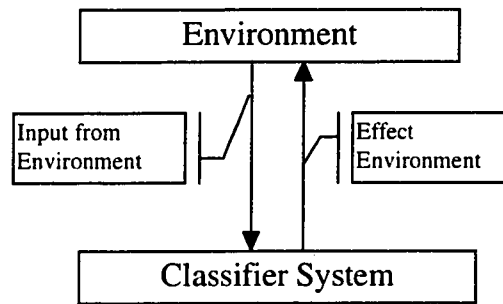 Environment
Input from
Environment
Effect
Environment
Classifier System